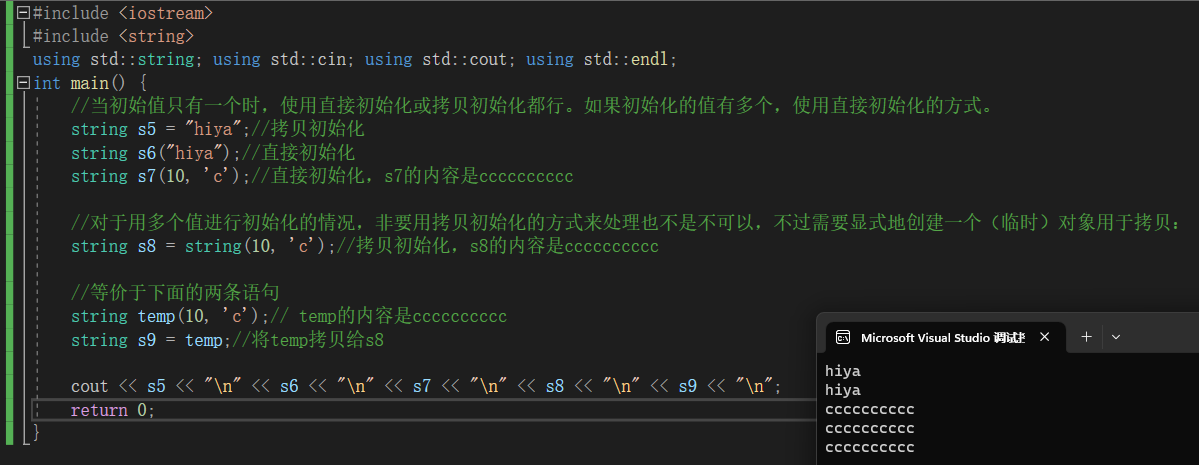 #include <iostream>
#include <string>
using std::string; using std::cin; using std::cout; using std::endl;
int main() {
//当初始值只有一个时，使用直接初始化或拷贝初始化都行。如果初始化的值有多个，使用直接初始化的方式。
string s5 = "hiya";//拷贝初始化
string s6("hiya");//直接初始化
string s7(10, 'c');//直接初始化，s7的内容是cccccccccc
//对于用多个值进行初始化的情况，非要用拷贝初始化的方式来处理也不是不可以，不过需要显式地创建一个（临时）对象用于拷贝：
string s8 = string(10, 'c');//拷贝初始化，s8的内容是cccccccccc
//等价于下面的两条语句
string temp(10, 'c');// temp的内容是cccccccccc
string s9 = temp;//将temp拷贝给s8
cout << s5 << "\n" << s6 << "\n" << s7 << "\n" << s8 << "\n" << s9 << "\n";
return 0;
}
Microsoft Visual Studio 调试
hiya
hiya
cccccccccc
cccccccccc
cccccccccc